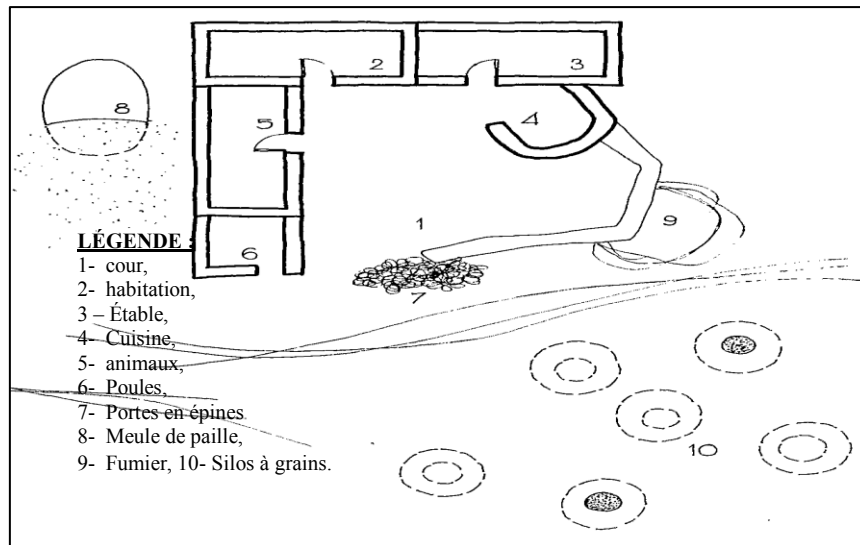 2
3
8
5
4
1
9
LÉGENDE :
6
1- cour,
7
2- habitation,
3 – Étable,
4- Cuisine,
5- animaux,
6- Poules,
7- Portes en épines
8- Meule de paille,
10
9- Fumier, 10- Silos à grains.